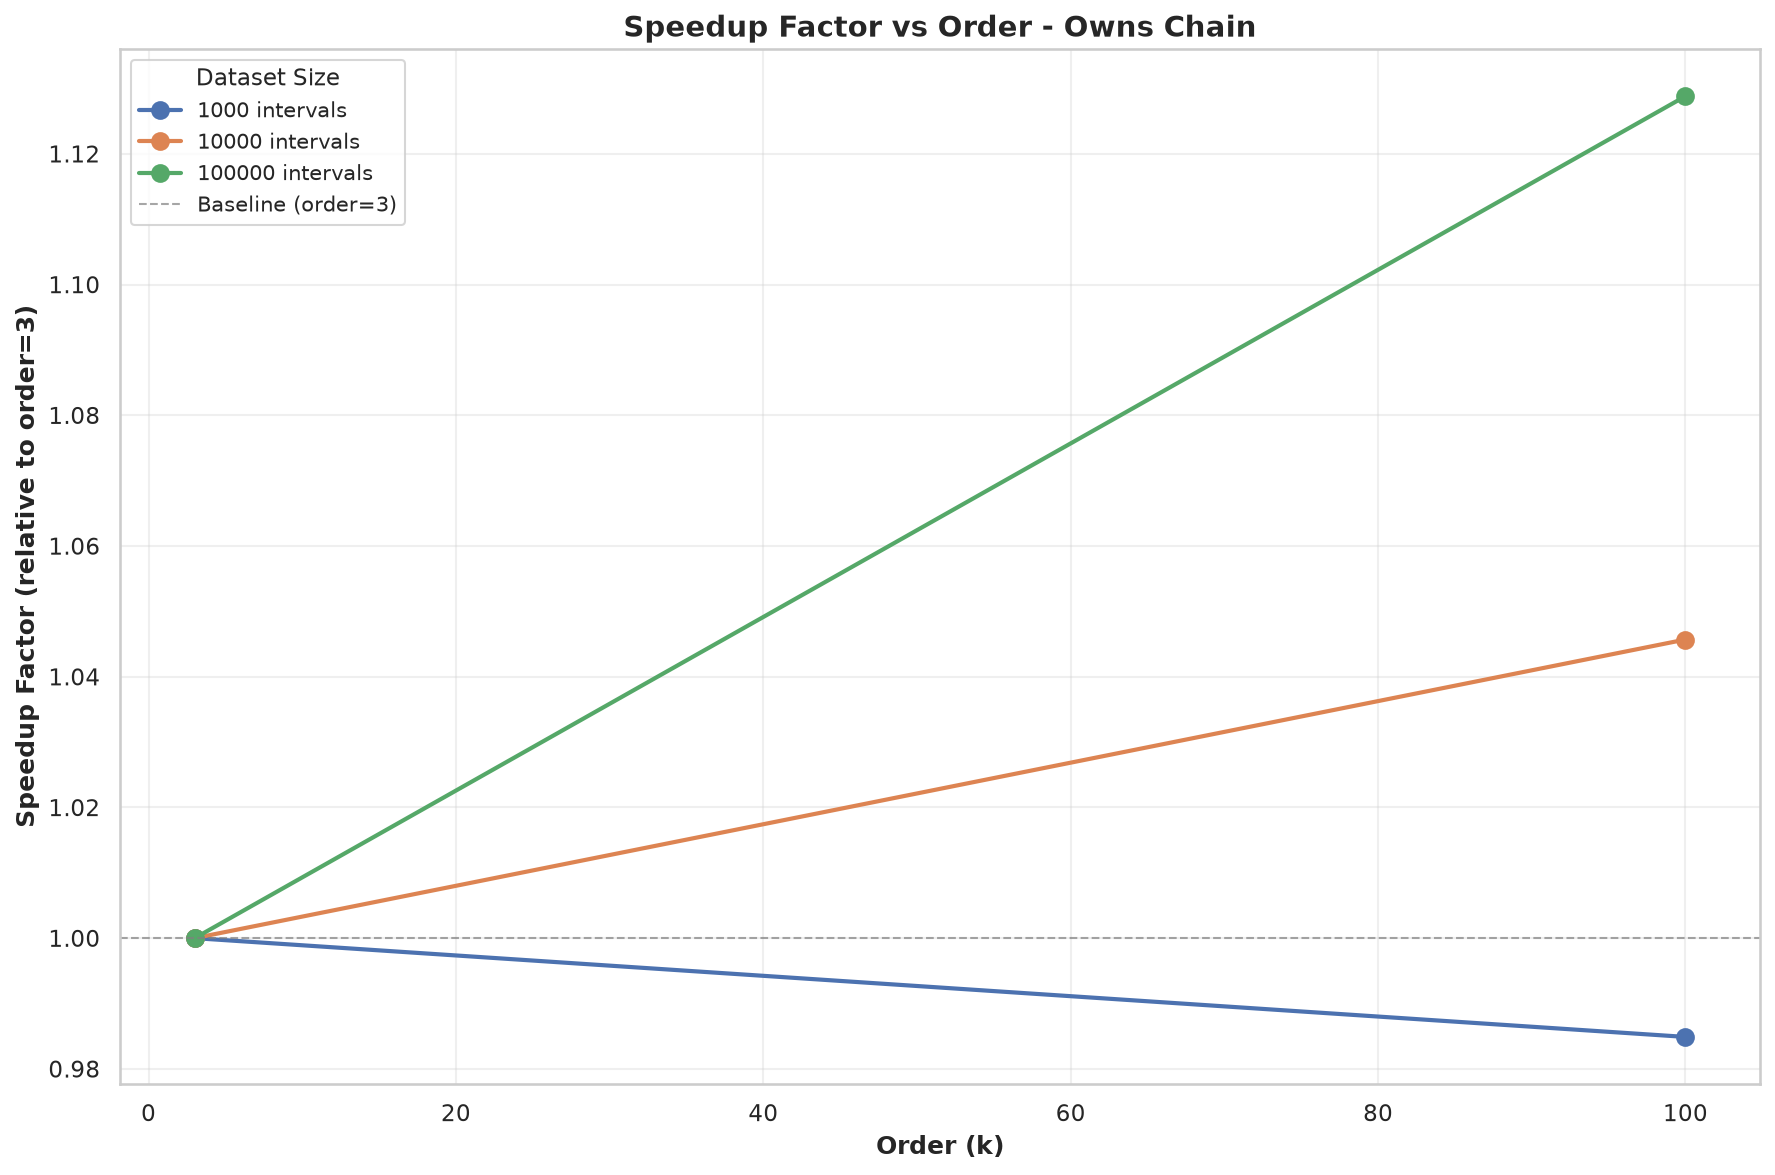 Speedup Factor vs Order - Owns Chain
Dataset Size
1000 intervals
10000 intervals
100000 intervals
Baseline (order=3)
Speedup Factor (relative to order=3)
1.12
1.10
1.08
1.06
1.04
1.02
1.00
0.98
0 20 40 60 80 100
Order (k)